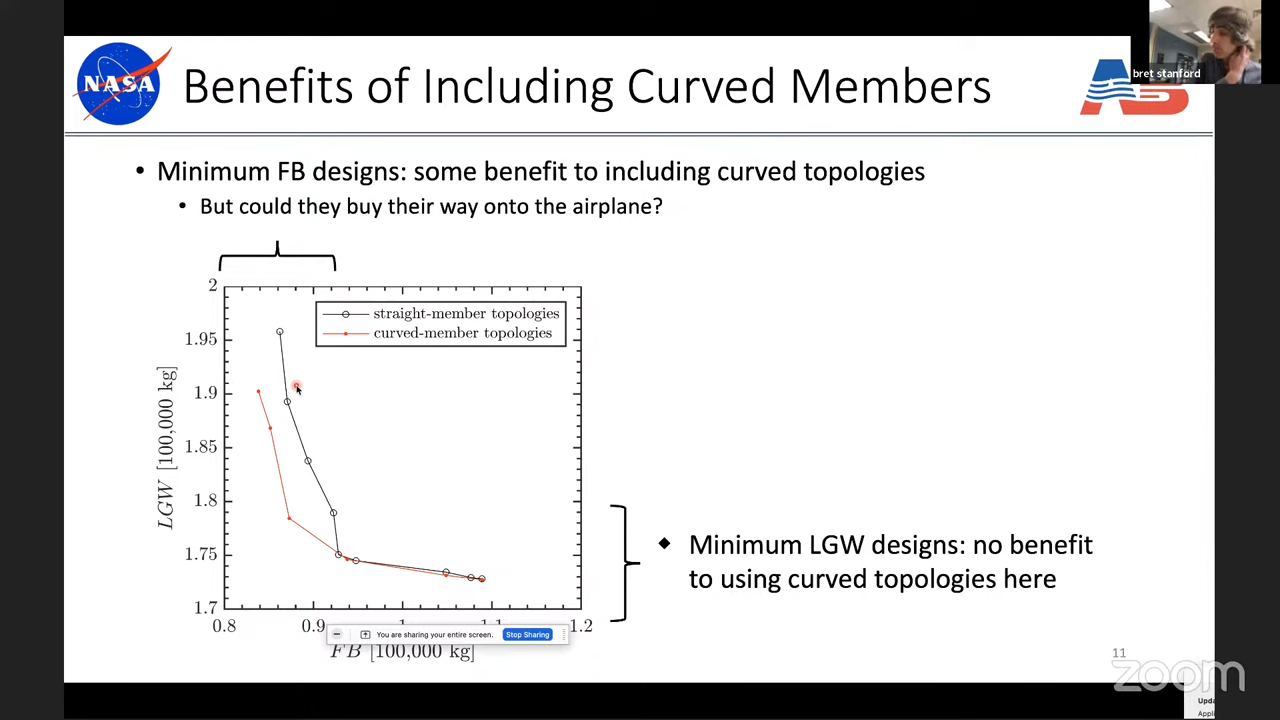 bret stanford
NASA
Benefits of Including Curved Members
• Minimum FB designs: some benefit to including curved topologies
• But could they buy their way onto the airplane?
2
1.95
1.9
1.85
1.8
1.75
1.7
LGW [100,000 kg]
straight-member topologies
curved-member topologies
◆ Minimum LGW designs: no benefit
to using curved topologies here
0.8
0.9
1.1
1.2
You are sharing your entire screen.
Stop Sharing
FB [100,000 kg]
11
zoom
Upda
Appli